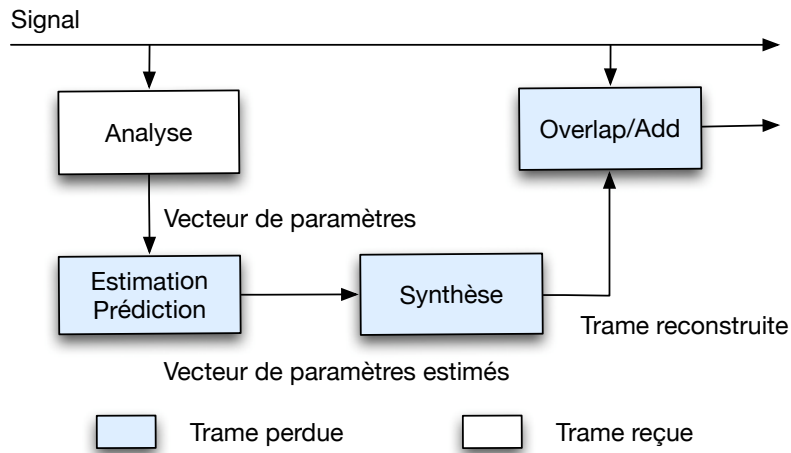 Signal
Analyse
Overlap/Add
Vecteur de paramètres
Estimation
Prédiction
Synthèse
Trame reconstruite
Vecteur de paramètres estimés
Trame perdue
Trame reçue